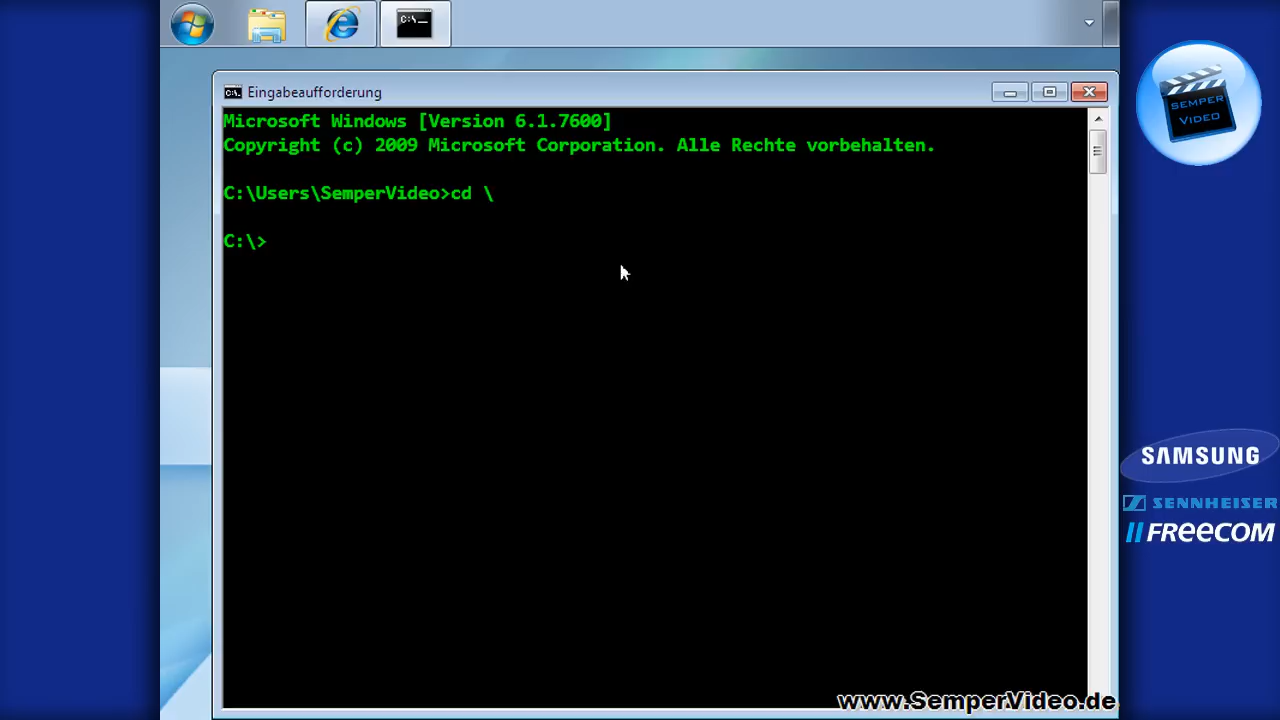 C:\_
SEMPER
VIDEO
C:\. Eingabeaufforderung
Microsoft Windows [Version 6.1.7600]
Copyright (c) 2009 Microsoft Corporation. Alle Rechte vorbehalten.
C:\Users\SemperVideo>cd \
C:\>
SAMSUNG
SENNHEISER
FREECOM
www.SemperVideo.de